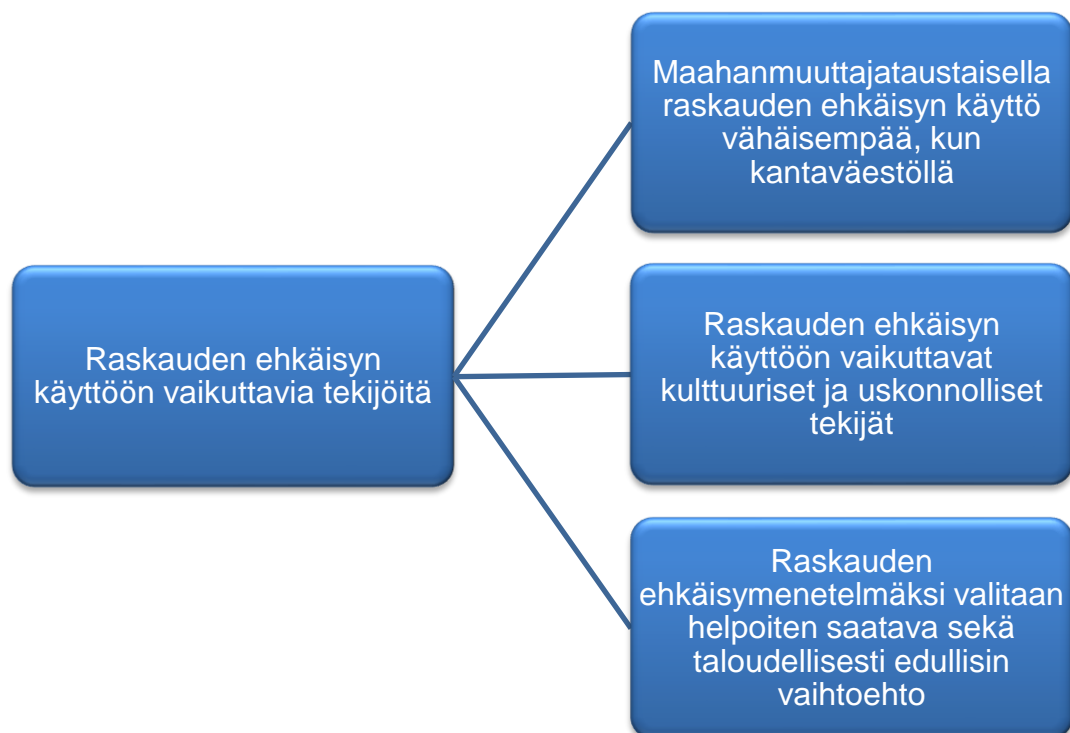 Maahanmuuttajataustaisella
raskauden ehkäisyn käyttö
vähäisempää, kun
kantaväestöllä
Raskauden ehkäisyn
käyttöön vaikuttavia tekijöitä
Raskauden ehkäisyn
käyttöön vaikuttavat
kulttuuriset ja uskonnolliset
tekijät
Raskauden
ehkäisymenetelmäksi valitaan
helpoiten saatava sekä
taloudellisesti edullisin
vaihtoehto